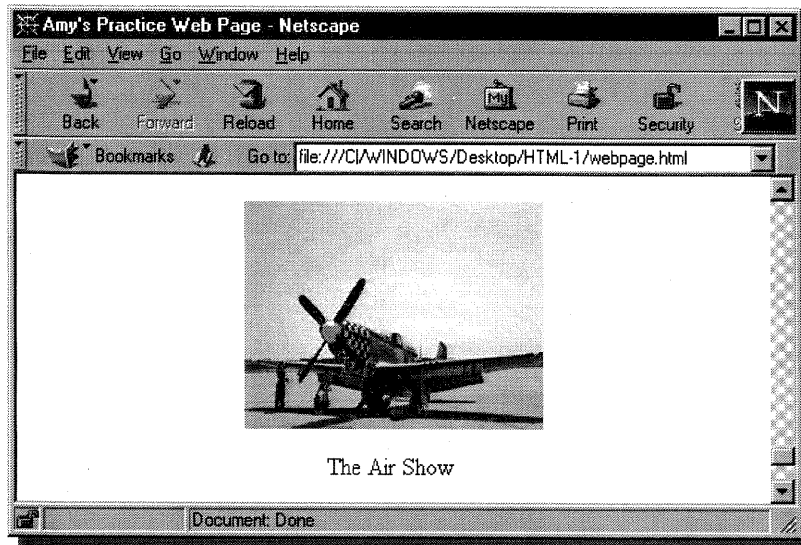 Amy's Practice Web Page - Netscape
File Edit View Go Window Help
Back Forward Reload Home Search My Netscape Print Security N
Bookmarks Go to: file:///C|/WINDOWS/Desktop/HTML-1/webpage.html
The Air Show
Document: Done